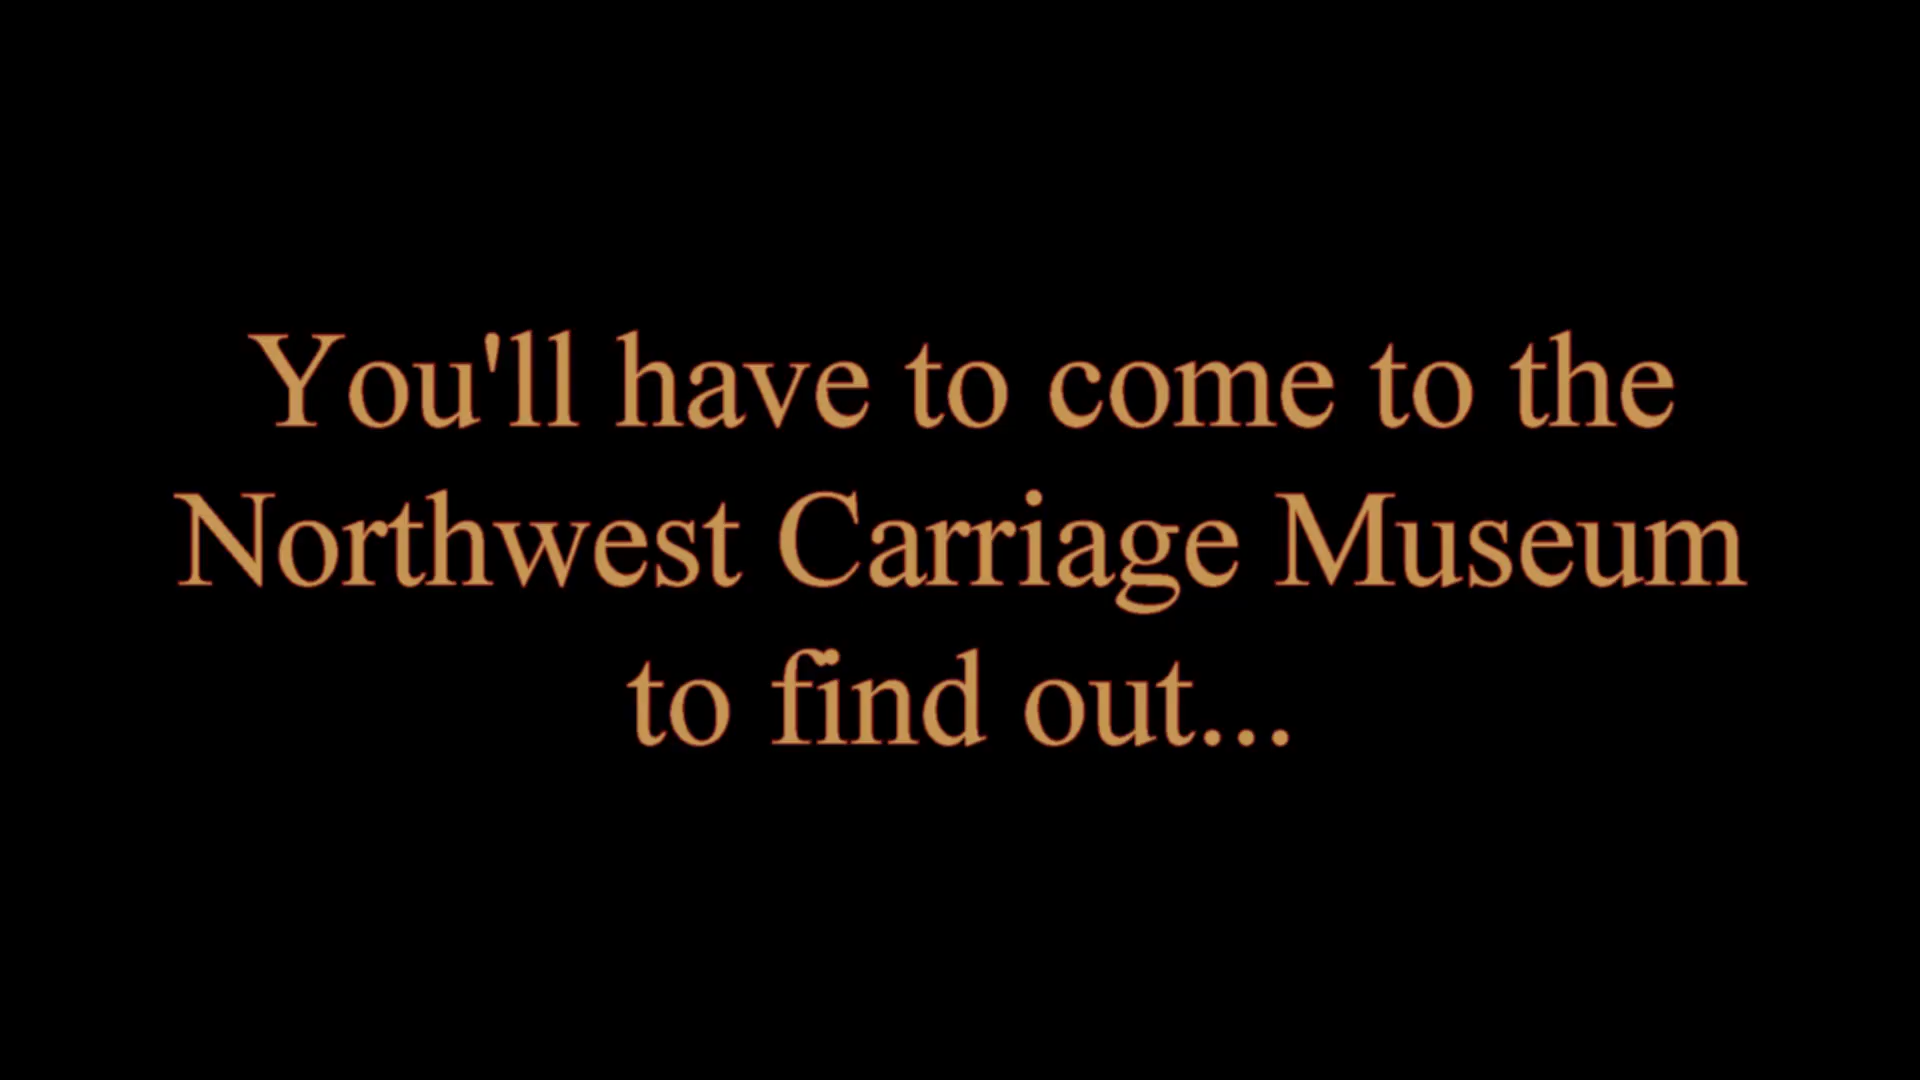 You'll have to come to the
Northwest Carriage Museum
to find out...